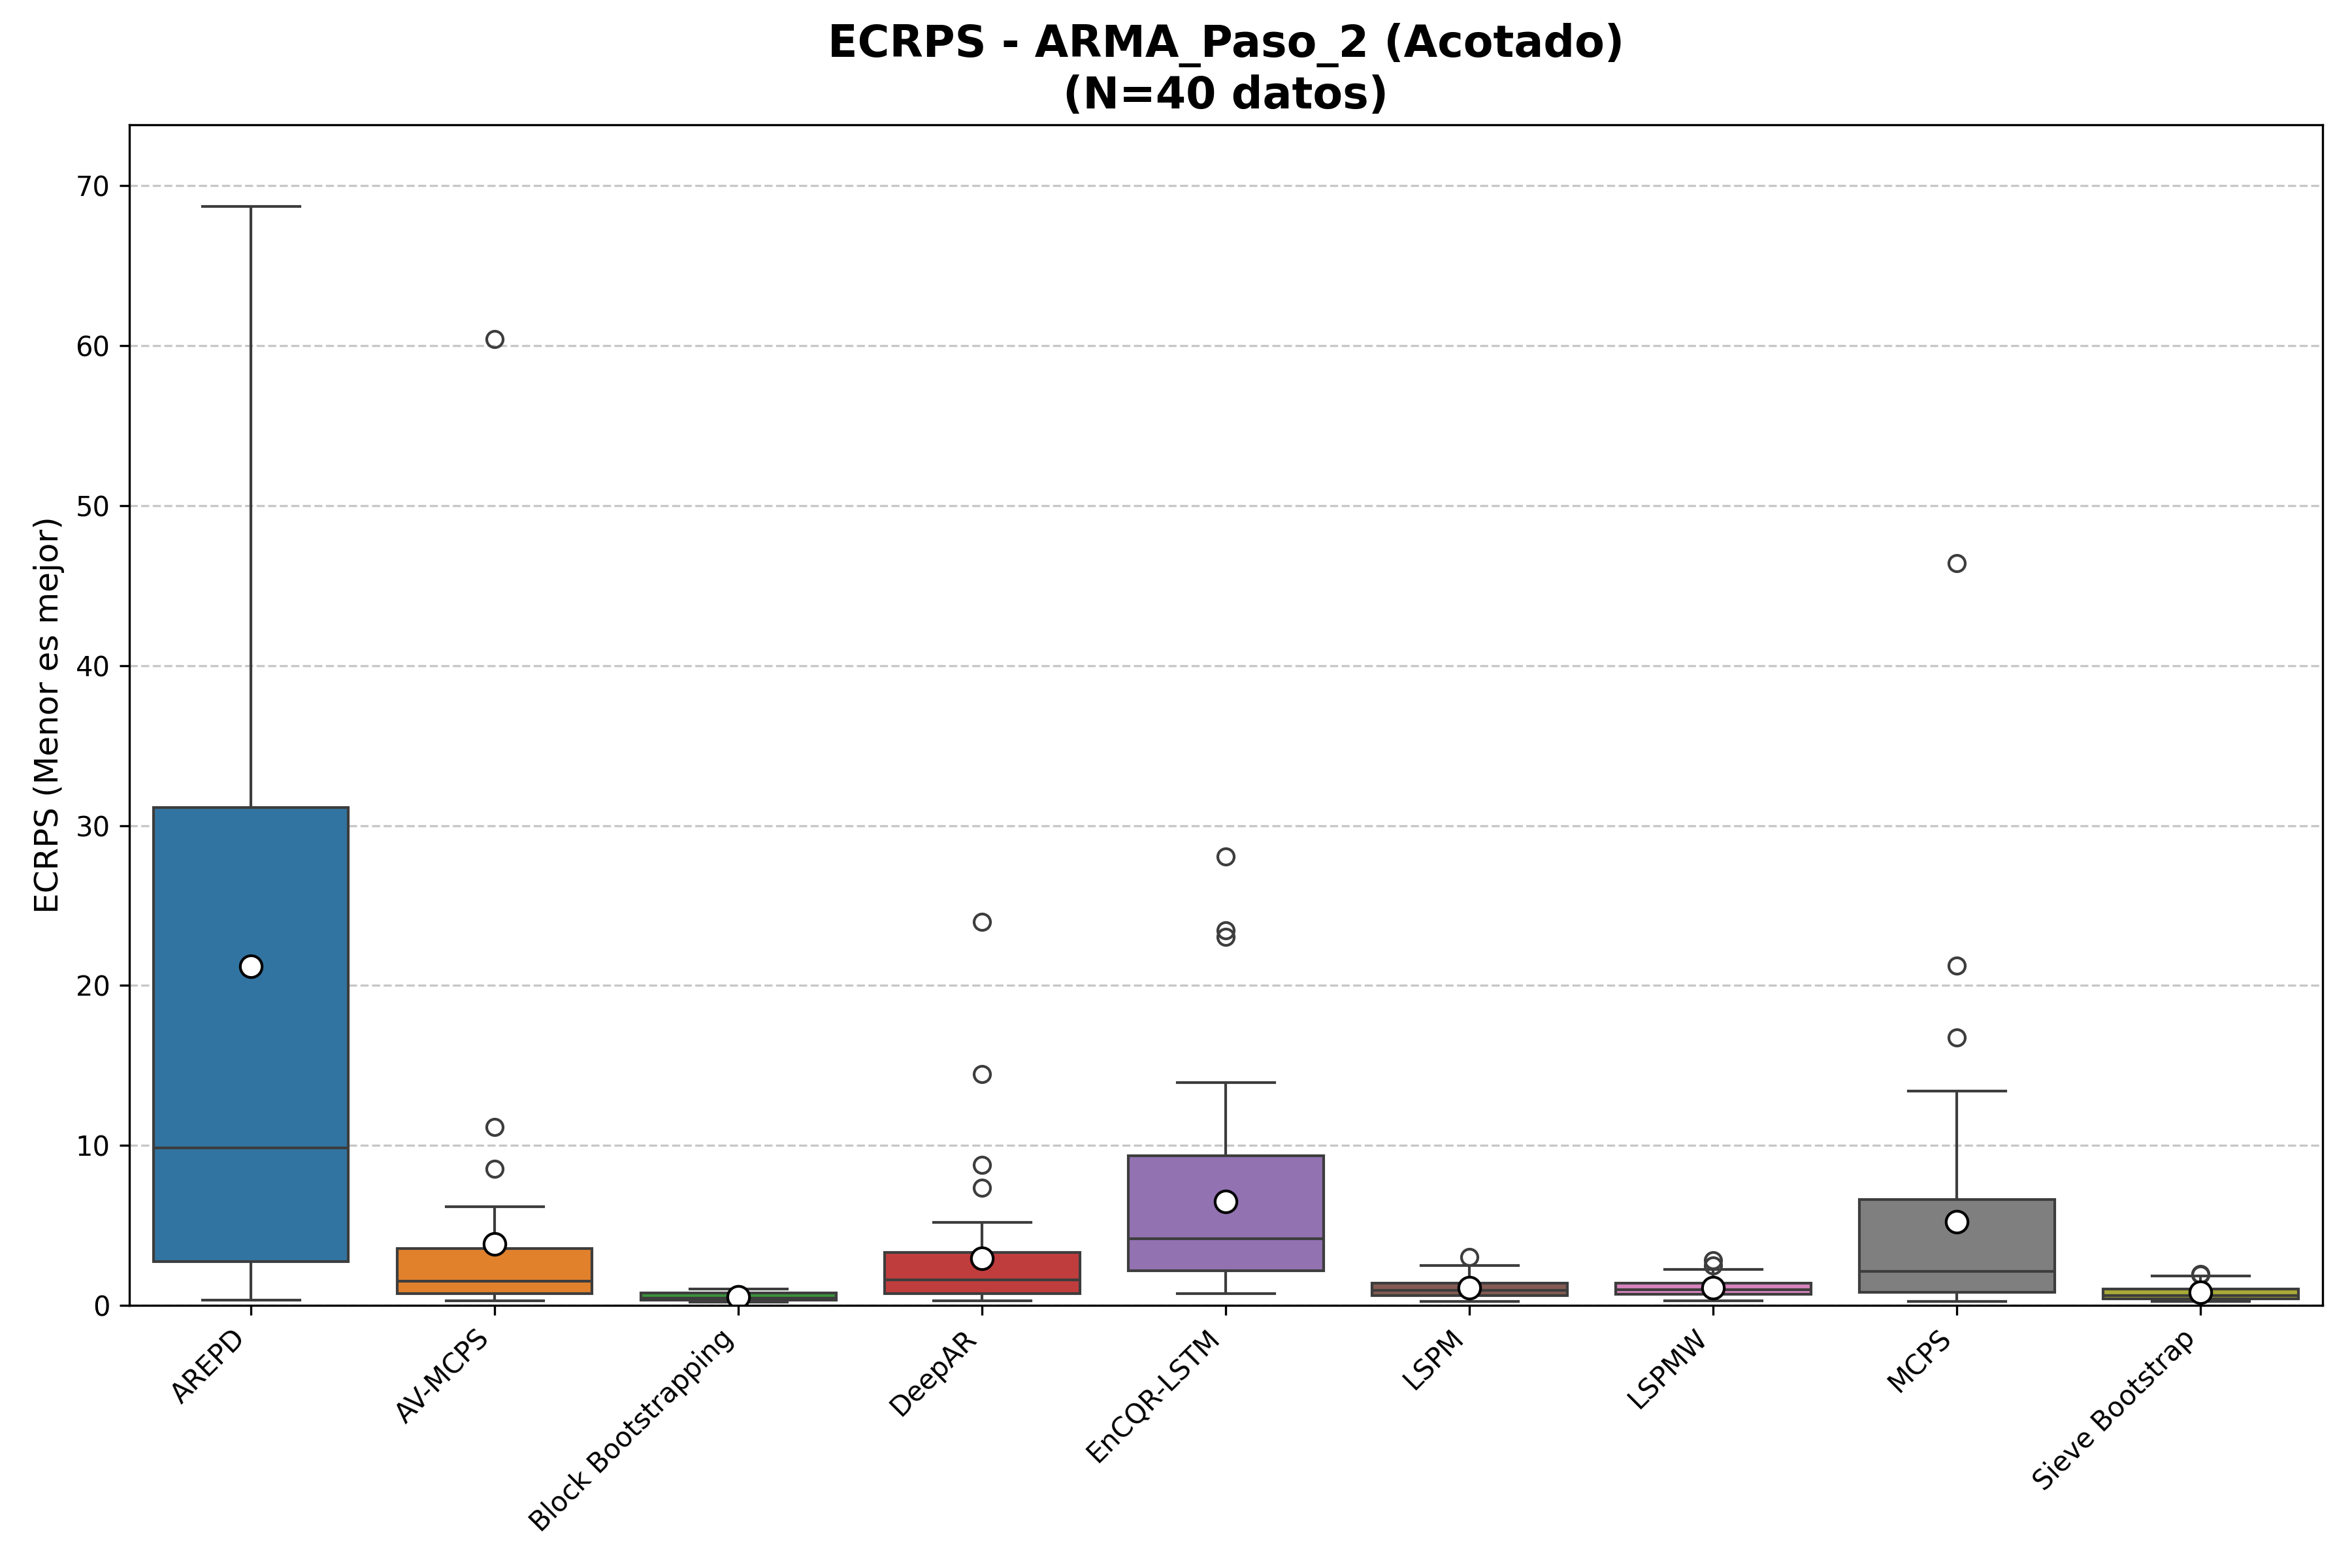 ECRPS - ARMA_Paso_2 (Acotado)
(N=40 datos)
ECRPS (Menor es mejor)
70
60
50
40
30
20
10
0
AREPD
AV-MCPS
Block Bootstrapping
DeepAR
EnCQR-LSTM
LSPM
LSPMW
MCPS
Sieve Bootstrap